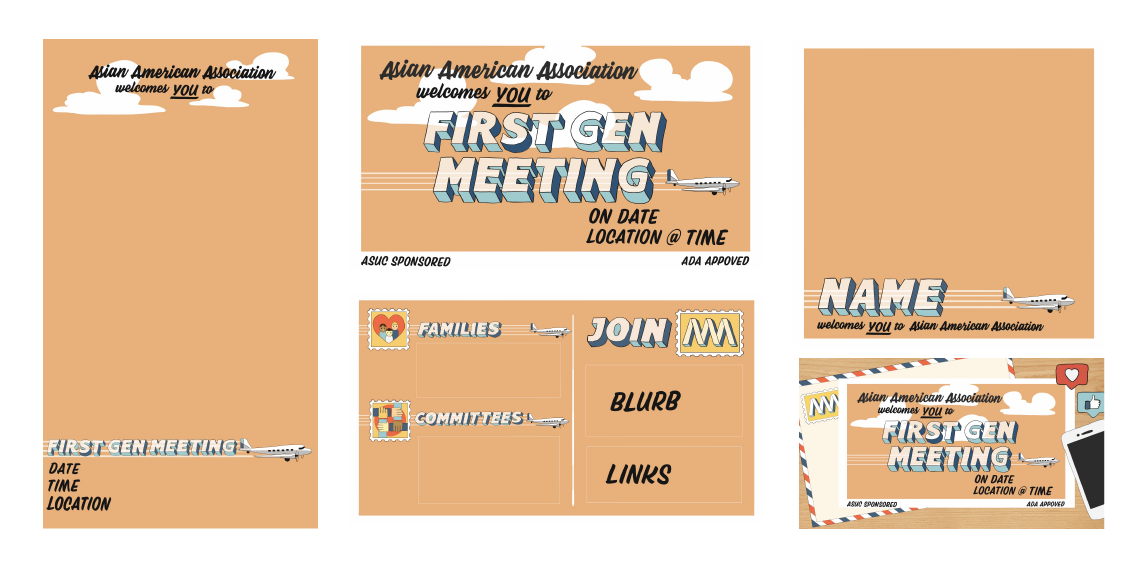 Asian American Association
welcomes YOU to
FIRST GEN MEETING
DATE
TIME
LOCATION
Asian American Association
welcomes YOU to
FIRST GEN
MEETING
ON DATE
LOCATION @ TIME
ASUC SPONSORED
ADA APPOVED
FAMILIES
COMMITTEES
JOIN
BLURB
LINKS
NAME
welcomes YOU to Asian American Association
Asian American Association
welcomes YOU to
FIRST GEN
MEETING
ON DATE
LOCATION @ TIME
ASUC SPONSORED
ADA APPOVED